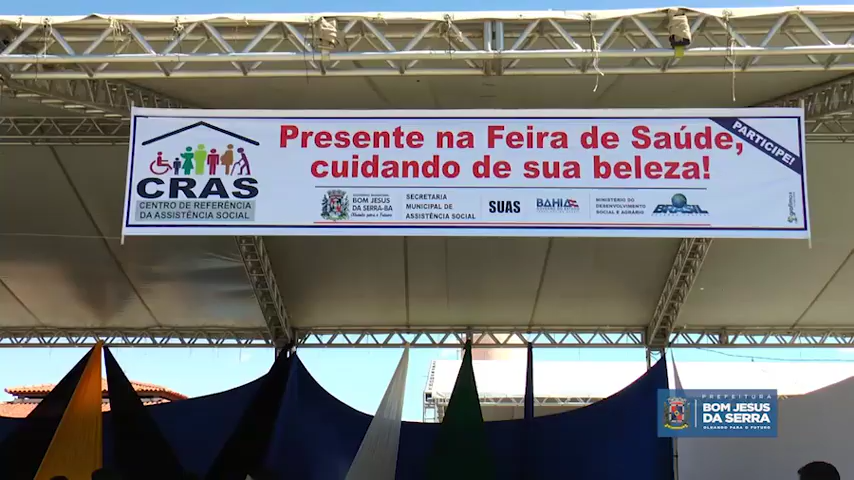 Presente na Feira de Saúde,
cuidando de sua beleza!
PARTICIPE!
CRAS
CENTRO DE REFERÊNCIA
DA ASSISTÊNCIA SOCIAL
BOM JESUS
DA SERRA-BA
SECRETARIA
MUNICIPAL DE
ASSISTÊNCIA SOCIAL
SUAS
BAHIA
MINISTÉRIO DO
DESENVOLVIMENTO
SOCIAL E AGRÁRIO
BRASIL
PREFEITURA
BOM JESUS
DA SERRA
OLHANDO PARA O FUTURO